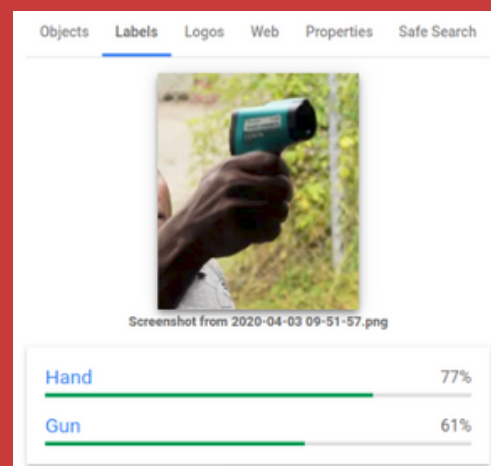 Objects Labels Logos Web Properties Safe Search
Screenshot from 2020-04-03 09-51-57.png
Hand 77%
Gun 61%